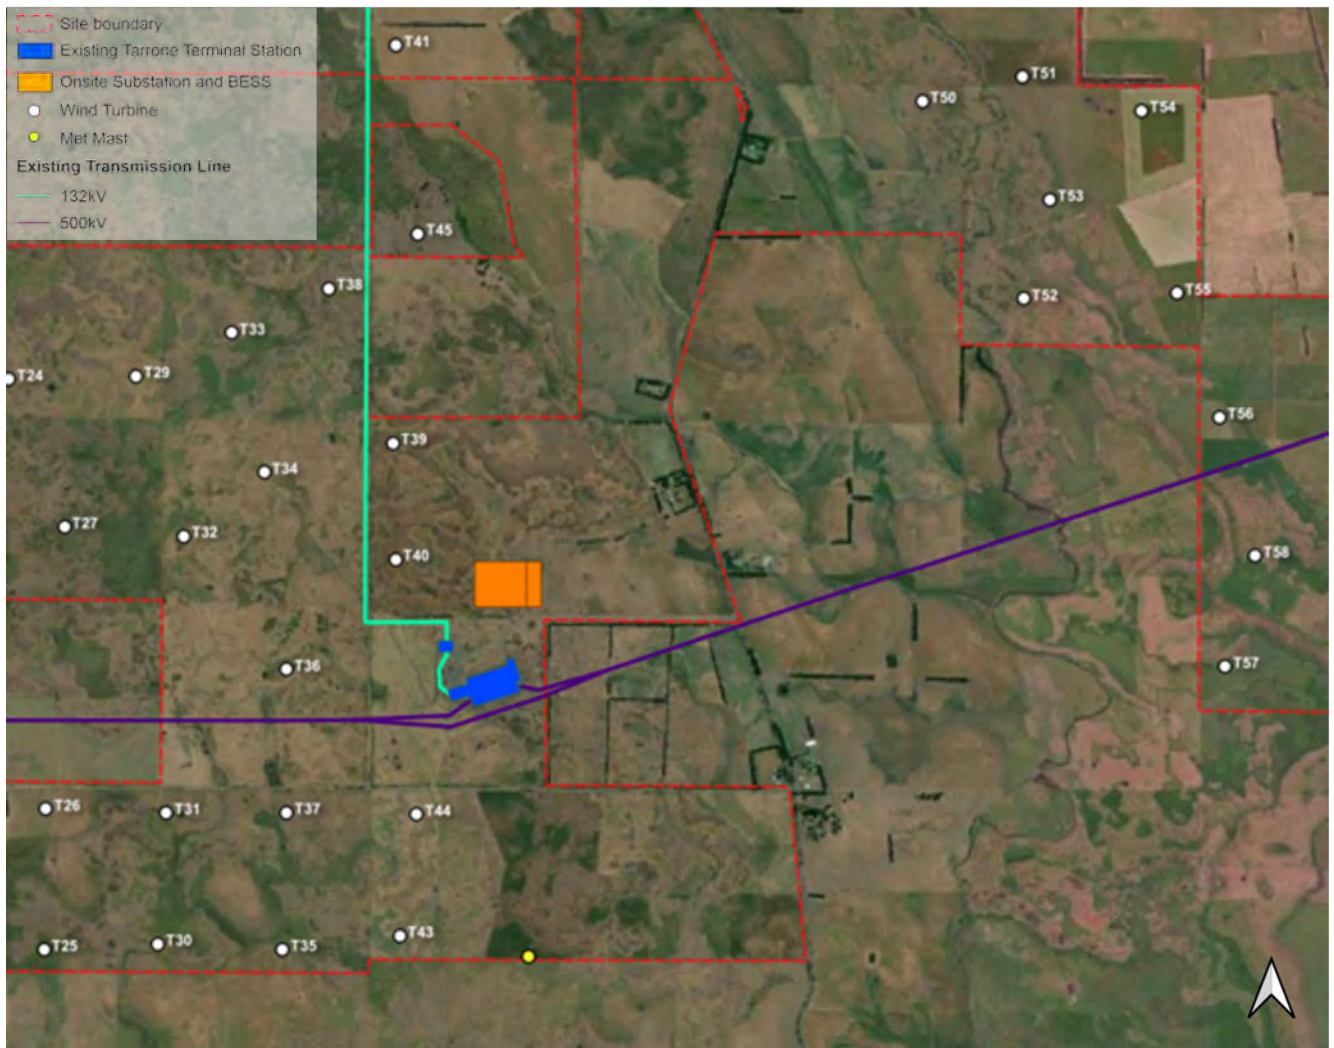 Site boundary
Existing Tarrone Terminal Station
Onsite Substation and BESS
Wind Turbine
Met Mast
Existing Transmission Line
132kV
500kV
T41
T51
T50
T54
T53
T45
T38
T52
T55
T33
T24
T29
T56
T39
T34
T27
T32
T40
T58
T36
T57
T26
T31
T37
T44
T25
T30
T35
T43